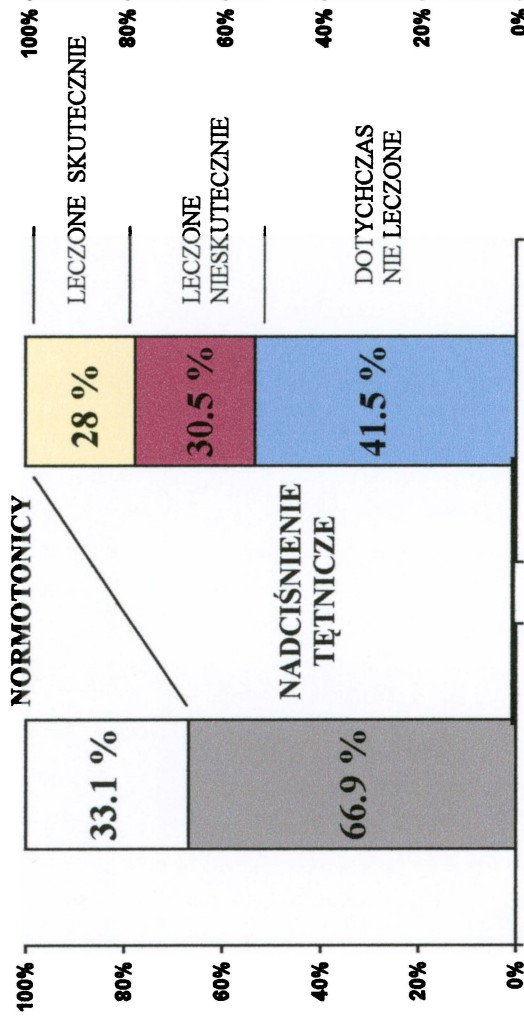 NORMOTONICY
100%
80%
60%
40%
20%
0%
33.1 %
66.9 %
NADCIŚNIENIE
TĘTNICZE
28 %
30.5 %
41.5 %
LECZONE SKUTECZNIE
LECZONE
NIESKUTECZNIE
DOTYCHCZAS
NIE LECZONE
100%
80%
60%
40%
20%
0%